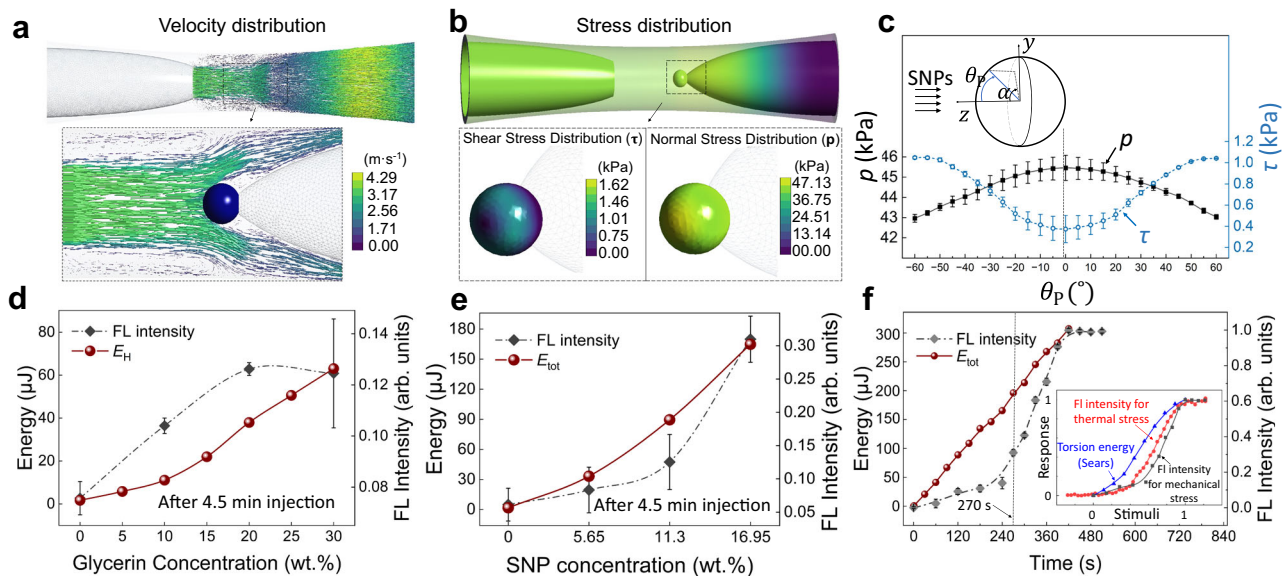 a
Velocity distribution
(m·s⁻¹)
4.29
3.17
2.56
1.71
0.00
b
Stress distribution
Shear Stress Distribution (τ)
(kPa)
1.62
1.46
1.01
0.75
0.00
Normal Stress Distribution (p)
(kPa)
47.13
36.75
24.51
13.14
00.00
c
SNPs
y
θP
α
z
p (kPa)
46
45
44
43
42
τ (kPa)
1.2
1.0
0.8
0.6
0.4
0.2
p
τ
−60 −50 −40 −30 −20 −10 0 10 20 30 40 50 60
θP (°)
d
Energy (μJ)
80
60
40
20
0
FL intensity
EH
After 4.5 min injection
0.14
0.12
0.10
0.08
FL Intensity (arb. units)
0 5 10 15 20 25 30
Glycerin Concentration (wt.%)
e
Energy (μJ)
180
150
120
90
60
30
0
FL intensity
Etot
After 4.5 min injection
0.30
0.25
0.20
0.15
0.10
0.05
FL Intensity (arb. units)
0 5.65 11.3 16.95
SNP concentration (wt.%)
f
Energy (μJ)
300
250
200
150
100
50
0
FL intensity
Etot
270 s
1.0
0.8
0.6
0.4
0.2
0.0
FL Intensity (arb. units)
0 120 240 360 480 600 720 840
Time (s)
Response
1
0
Fl intensity for
thermal stress
Torsion energy
(Sears)
Fl intensity
for mechanical
stress
0 1
Stimuli